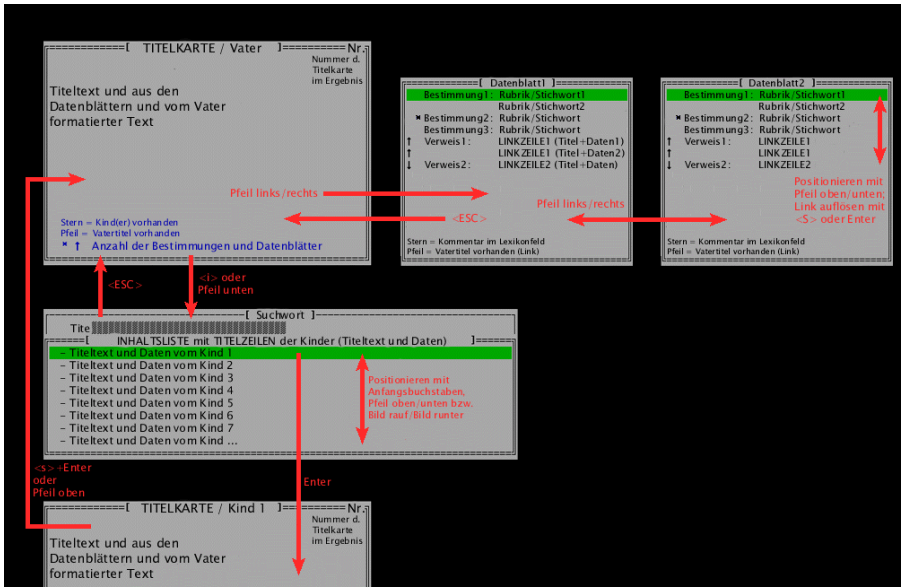 TITELKARTE / Vater Nr.
Nummer d.
Titelkarte
im Ergebnis
Titeltext und aus den
Datenblättern und vom Vater
formatierter Text
Stern = Kind(er) vorhanden
Pfeil = Vatertitel vorhanden
* ↑ Anzahl der Bestimmungen und Datenblätter
Pfeil links/rechts
<ESC>
Datenblatt1
Bestimmung1: Rubrik/Stichwort1
Rubrik/Stichwort2
* Bestimmung2: Rubrik/Stichwort
Bestimmung3: Rubrik/Stichwort
↑ Verweis1: LINKZEILE1 (Titel+Daten1)
↑ LINKZEILE1 (Titel+Daten2)
↓ Verweis2: LINKZEILE2 (Titel+Daten)
Stern = Kommentar im Lexikonfeld
Pfeil = Vatertitel vorhanden (Link)
Pfeil links/rechts
Datenblatt2
Bestimmung1: Rubrik/Stichwort1
Rubrik/Stichwort2
* Bestimmung2: Rubrik/Stichwort
Bestimmung3: Rubrik/Stichwort
↑ Verweis1: LINKZEILE1
↑ LINKZEILE1
↓ Verweis2: LINKZEILE2
Positionieren mit
Pfeil oben/unten;
Link auflösen mit
<S> oder Enter
Stern = Kommentar im Lexikonfeld
Pfeil = Vatertitel vorhanden (Link)
<ESC>
<i> oder
Pfeil unten
[ Suchwort ]
Tite
[ INHALTSLISTE mit TITELZEILEN der Kinder (Titeltext und Daten) ]
- Titeltext und Daten vom Kind 1
- Titeltext und Daten vom Kind 2
- Titeltext und Daten vom Kind 3
- Titeltext und Daten vom Kind 4
- Titeltext und Daten vom Kind 5
- Titeltext und Daten vom Kind 6
- Titeltext und Daten vom Kind 7
- Titeltext und Daten vom Kind ...
Positionieren mit
Anfangsbuchstaben,
Pfeil oben/unten bzw.
Bild rauf/Bild runter
<s>+Enter
oder
Pfeil oben
Enter
[ TITELKARTE / Kind 1 ] Nr.
Nummer d.
Titelkarte
im Ergebnis
Titeltext und aus den
Datenblättern und vom Vater
formatierter Text